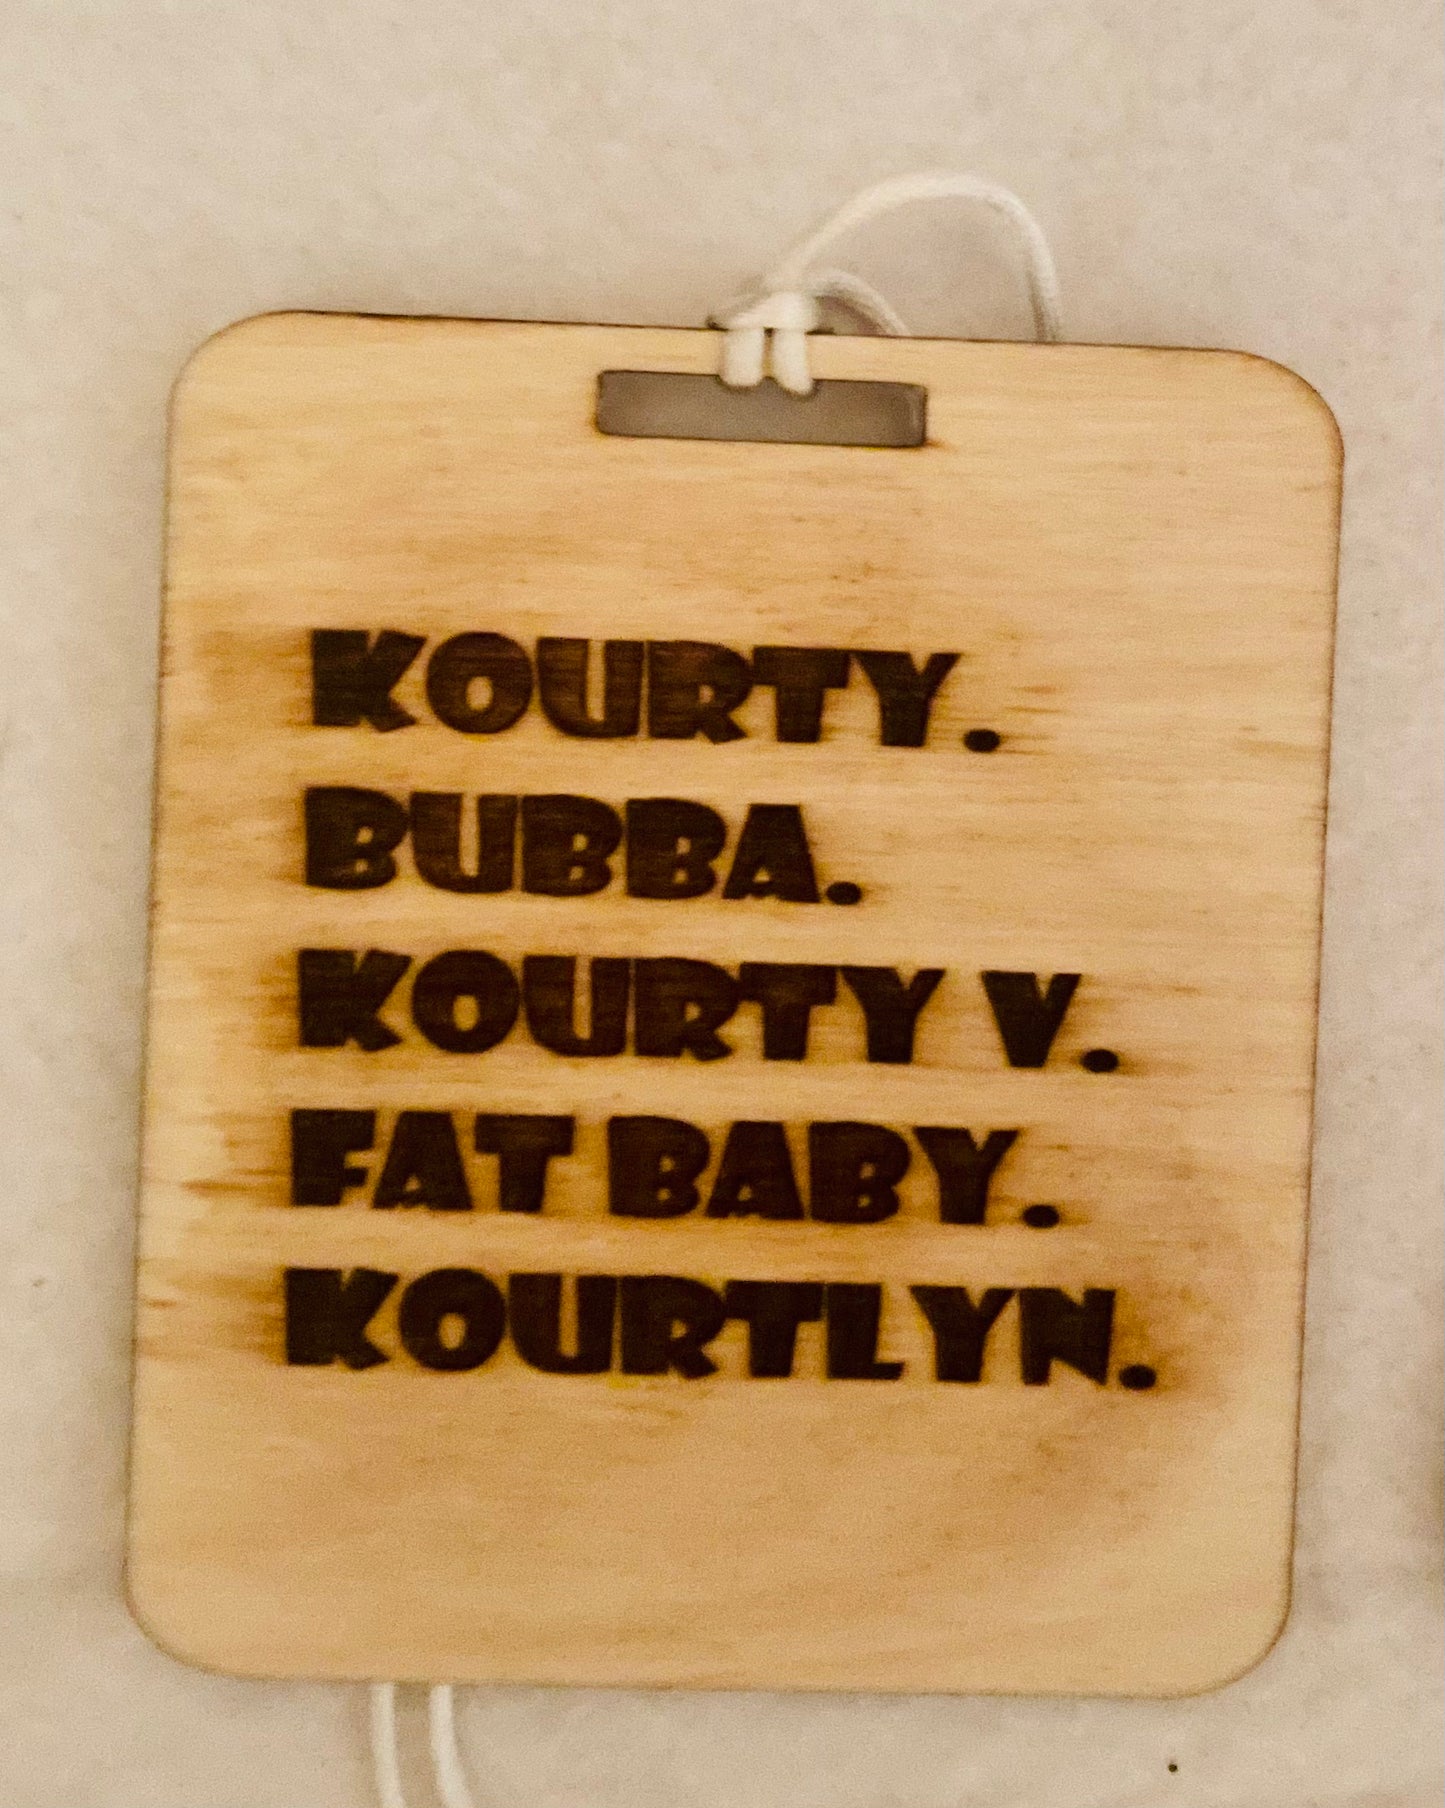 KOURTY.
BUBBA.
KOURTY V.
FAT BABY.
KOURTLYN.